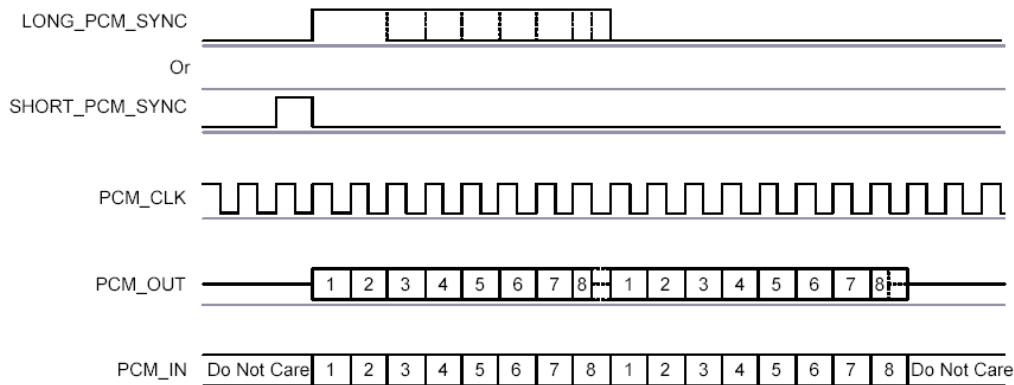 LONG_PCM_SYNC
Or
SHORT_PCM_SYNC
PCM_CLK
PCM_OUT 1 2 3 4 5 6 7 8 1 2 3 4 5 6 7 8
PCM_IN Do Not Care 1 2 3 4 5 6 7 8 1 2 3 4 5 6 7 8 Do Not Care